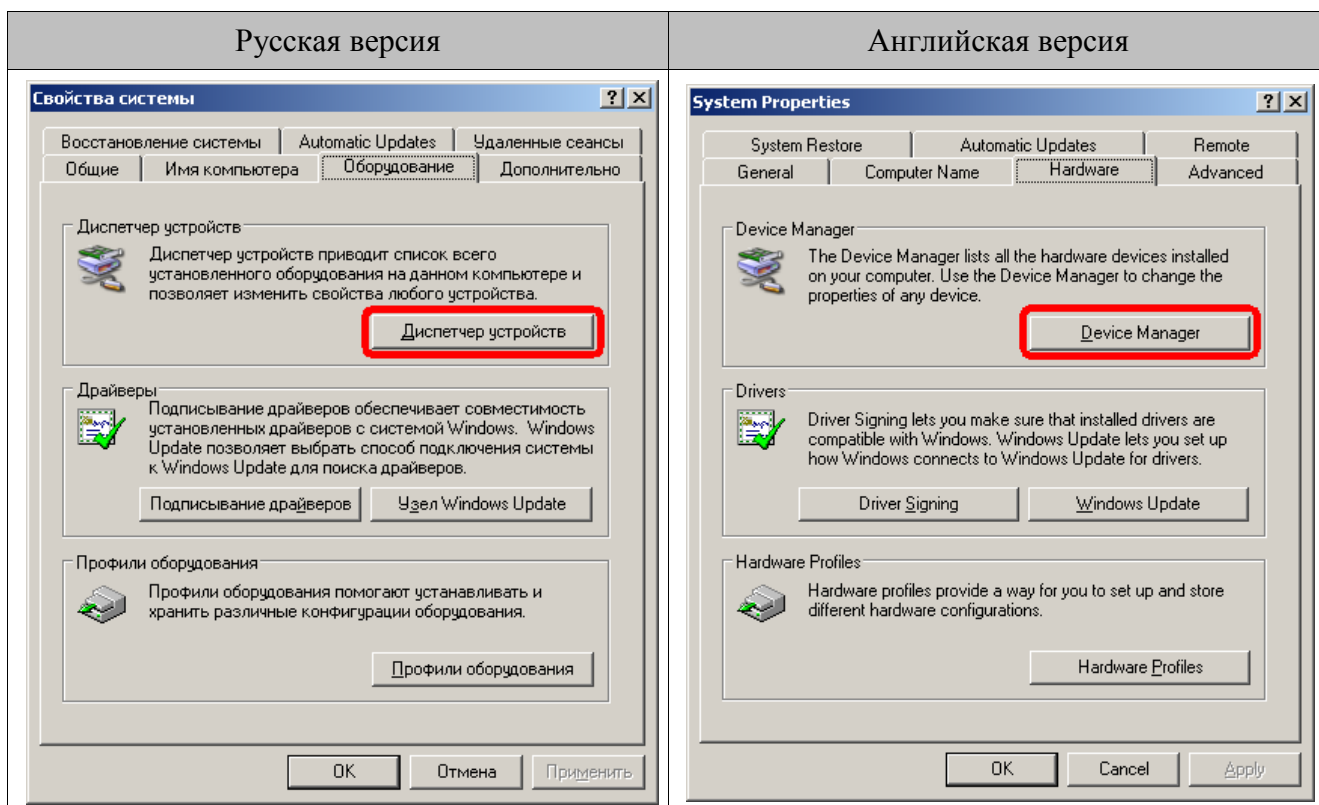 Русская версия
Английская версия
Свойства системы
Восстановление системы
Automatic Updates
Удаленные сеансы
Общие
Имя компьютера
Оборудование
Дополнительно
Диспетчер устройств
Диспетчер устройств приводит список всего
установленного оборудования на данном компьютере и
позволяет изменить свойства любого устройства.
Диспетчер устройств
Драйверы
Подписывание драйверов обеспечивает совместимость
установленных драйверов с системой Windows. Windows
Update позволяет выбрать способ подключения системы
к Windows Update для поиска драйверов.
Подписывание драйверов
Узел Windows Update
Профили оборудования
Профили оборудования помогают устанавливать и
хранить различные конфигурации оборудования.
Профили оборудования
OK
Отмена
Применить
System Properties
System Restore
Automatic Updates
Remote
General
Computer Name
Hardware
Advanced
Device Manager
The Device Manager lists all the hardware devices installed
on your computer. Use the Device Manager to change the
properties of any device.
Device Manager
Drivers
Driver Signing lets you make sure that installed drivers are
compatible with Windows. Windows Update lets you set up
how Windows connects to Windows Update for drivers.
Driver Signing
Windows Update
Hardware Profiles
Hardware profiles provide a way for you to set up and store
different hardware configurations.
Hardware Profiles
OK
Cancel
Apply